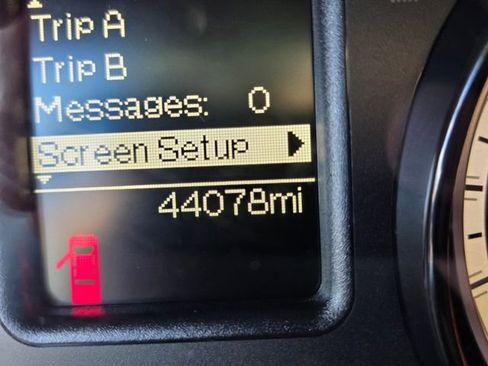 Trip A
Trip B
Messages: 0
Screen Setup
44078mi